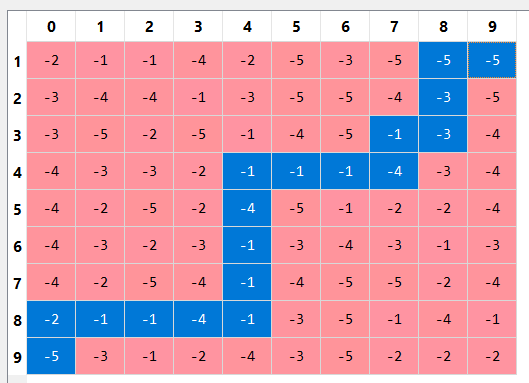 0 1 2 3 4 5 6 7 8 9
1 -2 -1 -1 -4 -2 -5 -3 -5 -5 -5
2 -3 -4 -4 -1 -3 -5 -5 -4 -3 -5
3 -3 -5 -2 -5 -1 -4 -5 -1 -3 -4
4 -4 -3 -3 -2 -1 -1 -1 -4 -3 -4
5 -4 -2 -5 -2 -4 -5 -1 -2 -2 -4
6 -4 -3 -2 -3 -1 -3 -4 -3 -1 -3
7 -4 -2 -5 -4 -1 -4 -5 -5 -2 -4
8 -2 -1 -1 -4 -1 -3 -5 -1 -4 -1
9 -5 -3 -1 -2 -4 -3 -5 -2 -2 -2